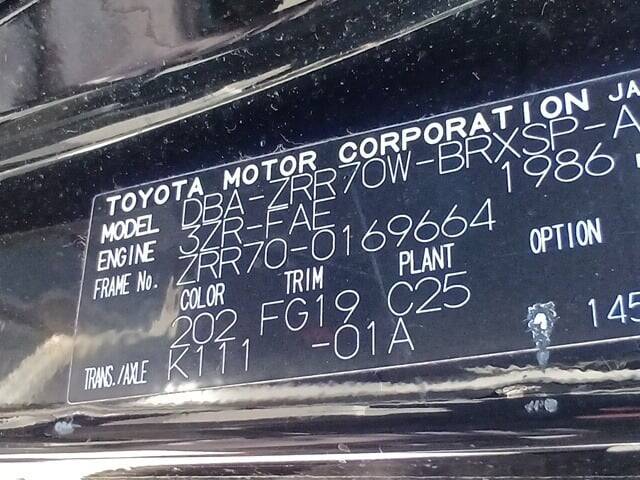 TOYOTA MOTOR CORPORATION JA
MODEL DBA-ZRR70W-BRXSP-A
ENGINE 3ZR-FAE 1986
FRAME No. ZRR70-0169664
COLOR TRIM PLANT OPTION
202 FG19 C25 145
TRANS./AXLE K111 -01A